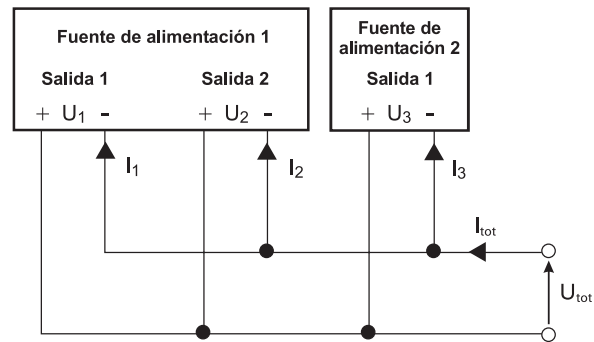 Fuente de alimentación 1
Salida 1
Salida 2
+ U1 -
+ U2 -
Fuente de
alimentación 2
Salida 1
+ U3 -
I1
I2
I3
Itot
Utot